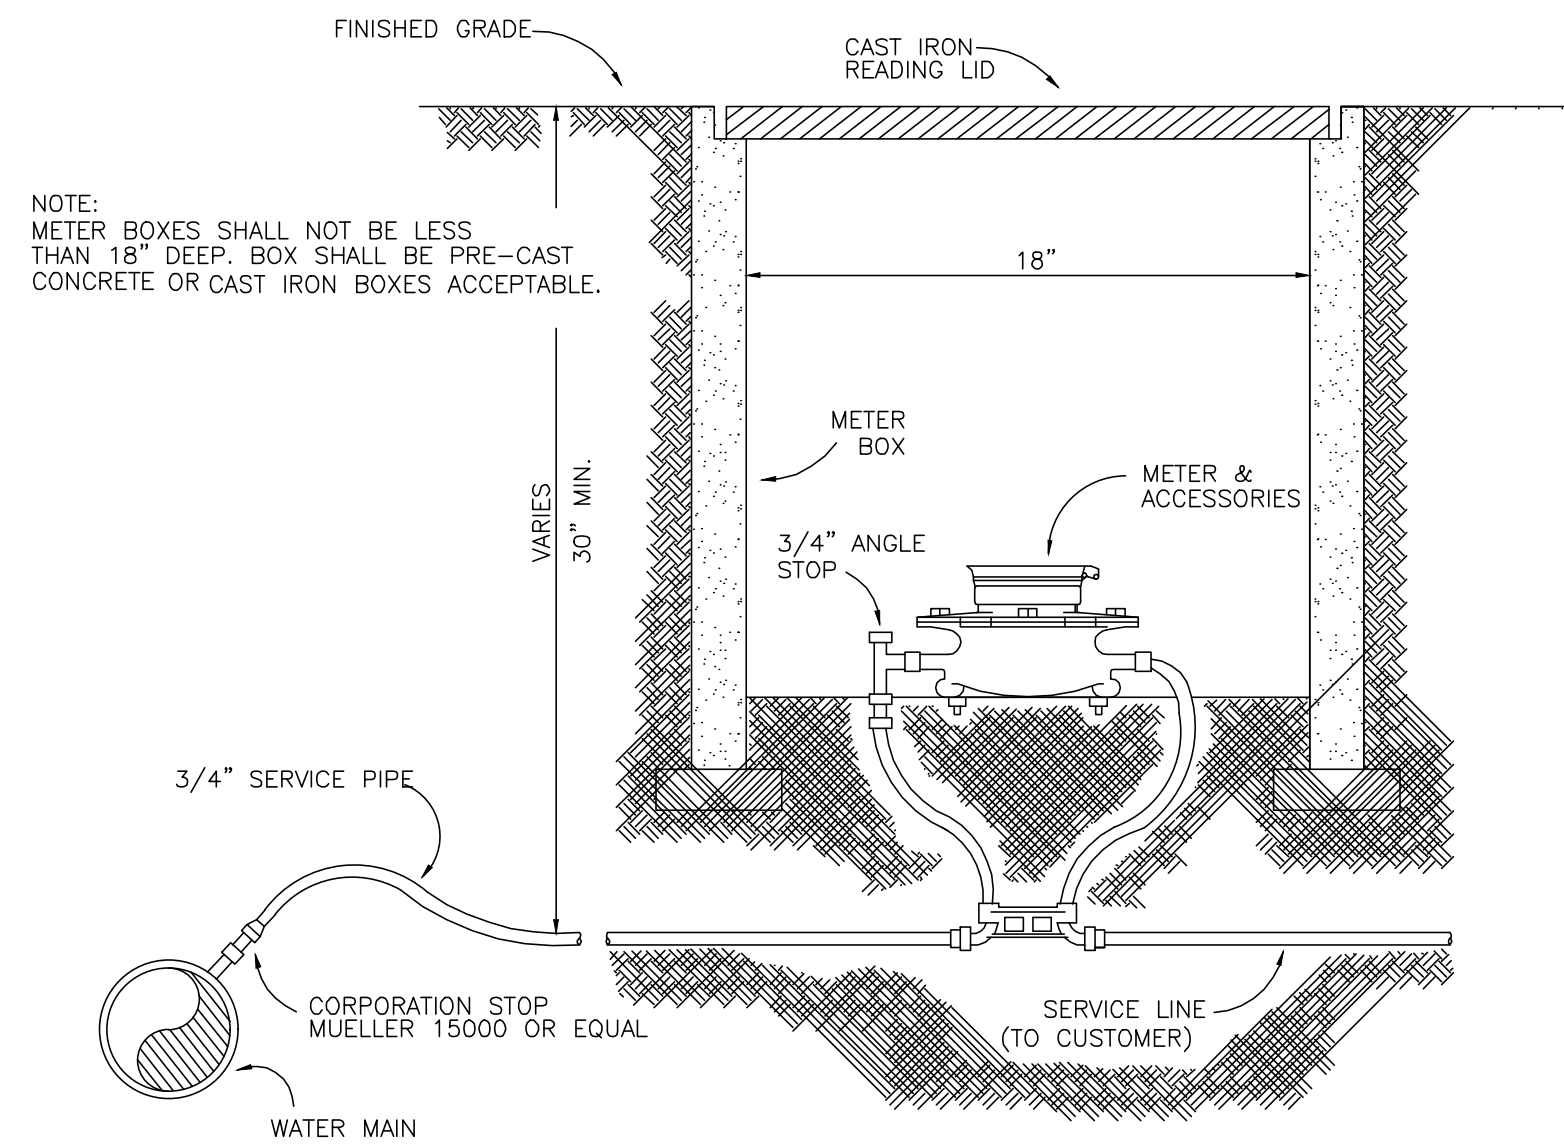 FINISHED GRADE
CAST IRON
READING LID
NOTE:
METER BOXES SHALL NOT BE LESS
THAN 18" DEEP. BOX SHALL BE PRE-CAST
CONCRETE OR CAST IRON BOXES ACCEPTABLE.
18"
METER
BOX
METER &
ACCESSORIES
VARIES
30" MIN.
3/4" ANGLE
STOP
3/4" SERVICE PIPE
CORPORATION STOP
MUELLER 15000 OR EQUAL
SERVICE LINE
(TO CUSTOMER)
WATER MAIN